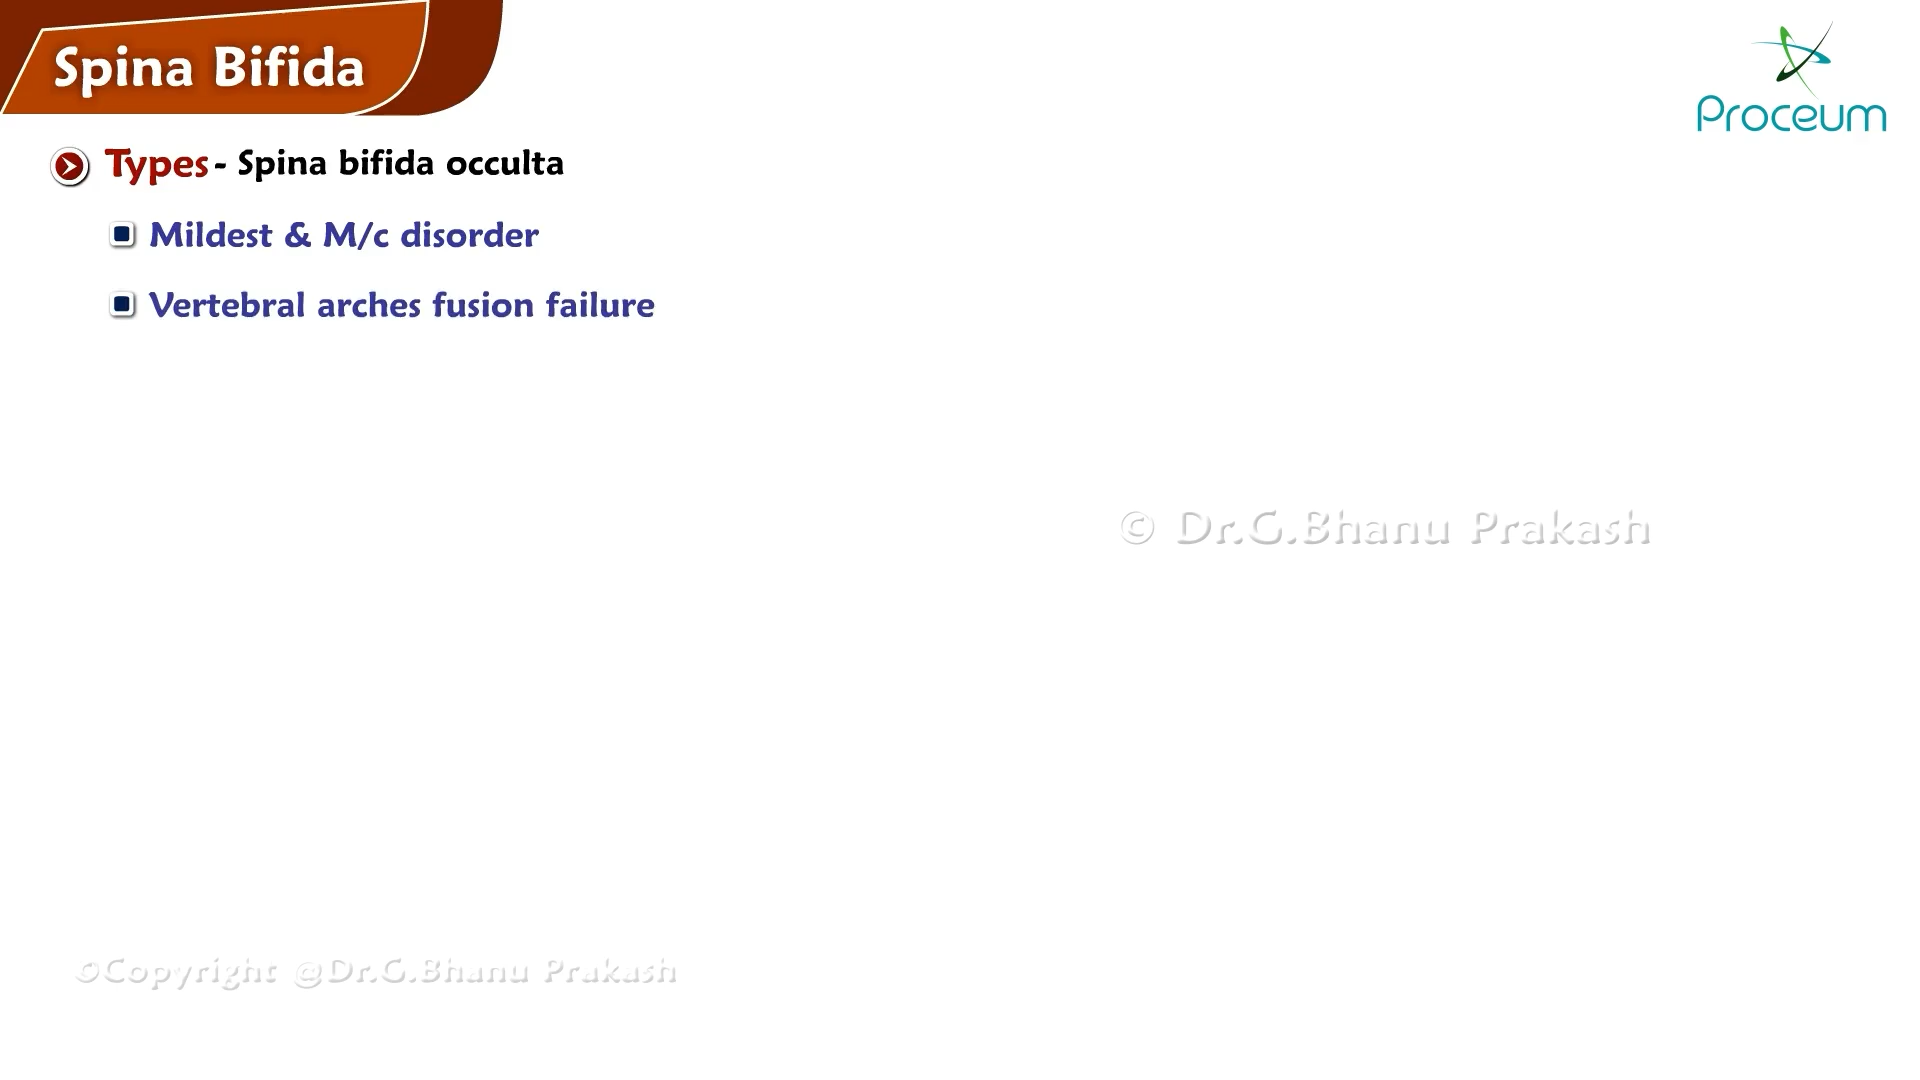 Spina Bifida
Proceum
Types - Spina bifida occulta
Mildest & M/c disorder
Vertebral arches fusion failure
© Dr.G.Bhanu Prakash
©Copyright @Dr.G.Bhanu Prakash